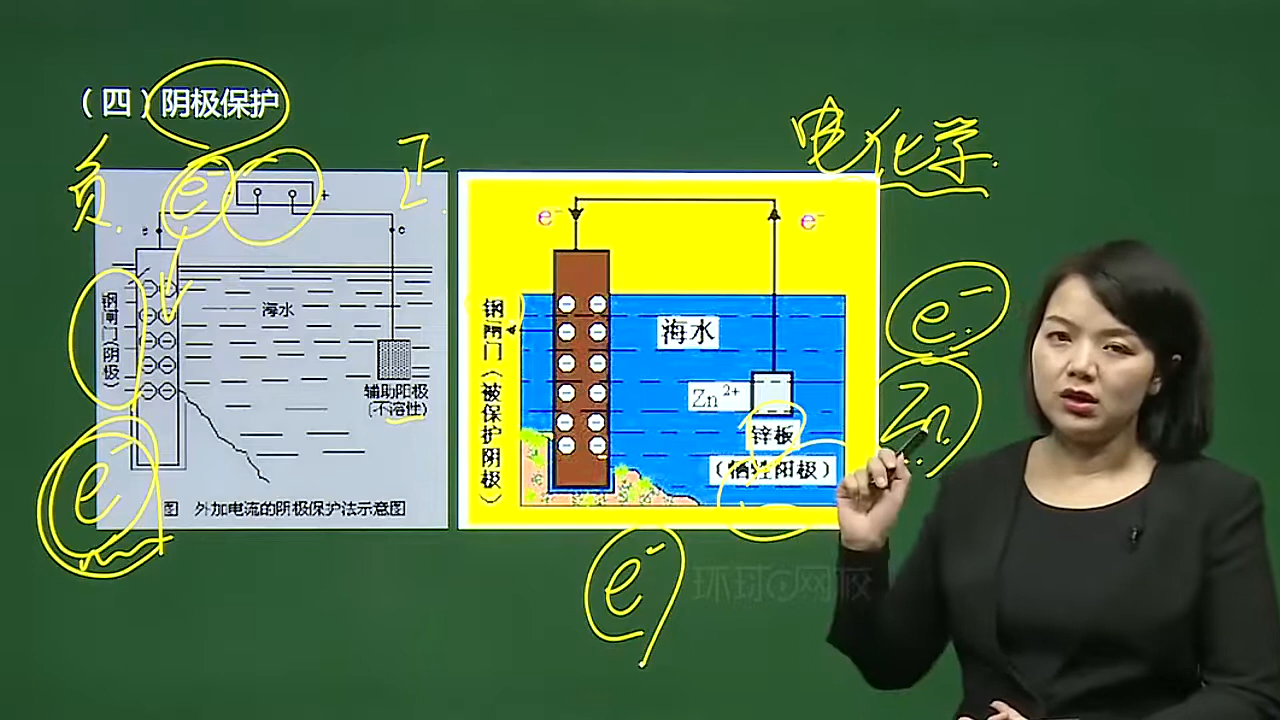 （四）阴极保护
电化学
负
e⁻
正
- +
e
e
钢闸门（阴极）
海水
辅助阳极
（不溶性）
e⁻
图 外加电流的阴极保护法示意图
e⁻
e⁻
钢闸门（被保护阴极）
海水
Zn²⁺
锌板
（牺牲阳极）
e⁻
Zn
e⁻
环球网校